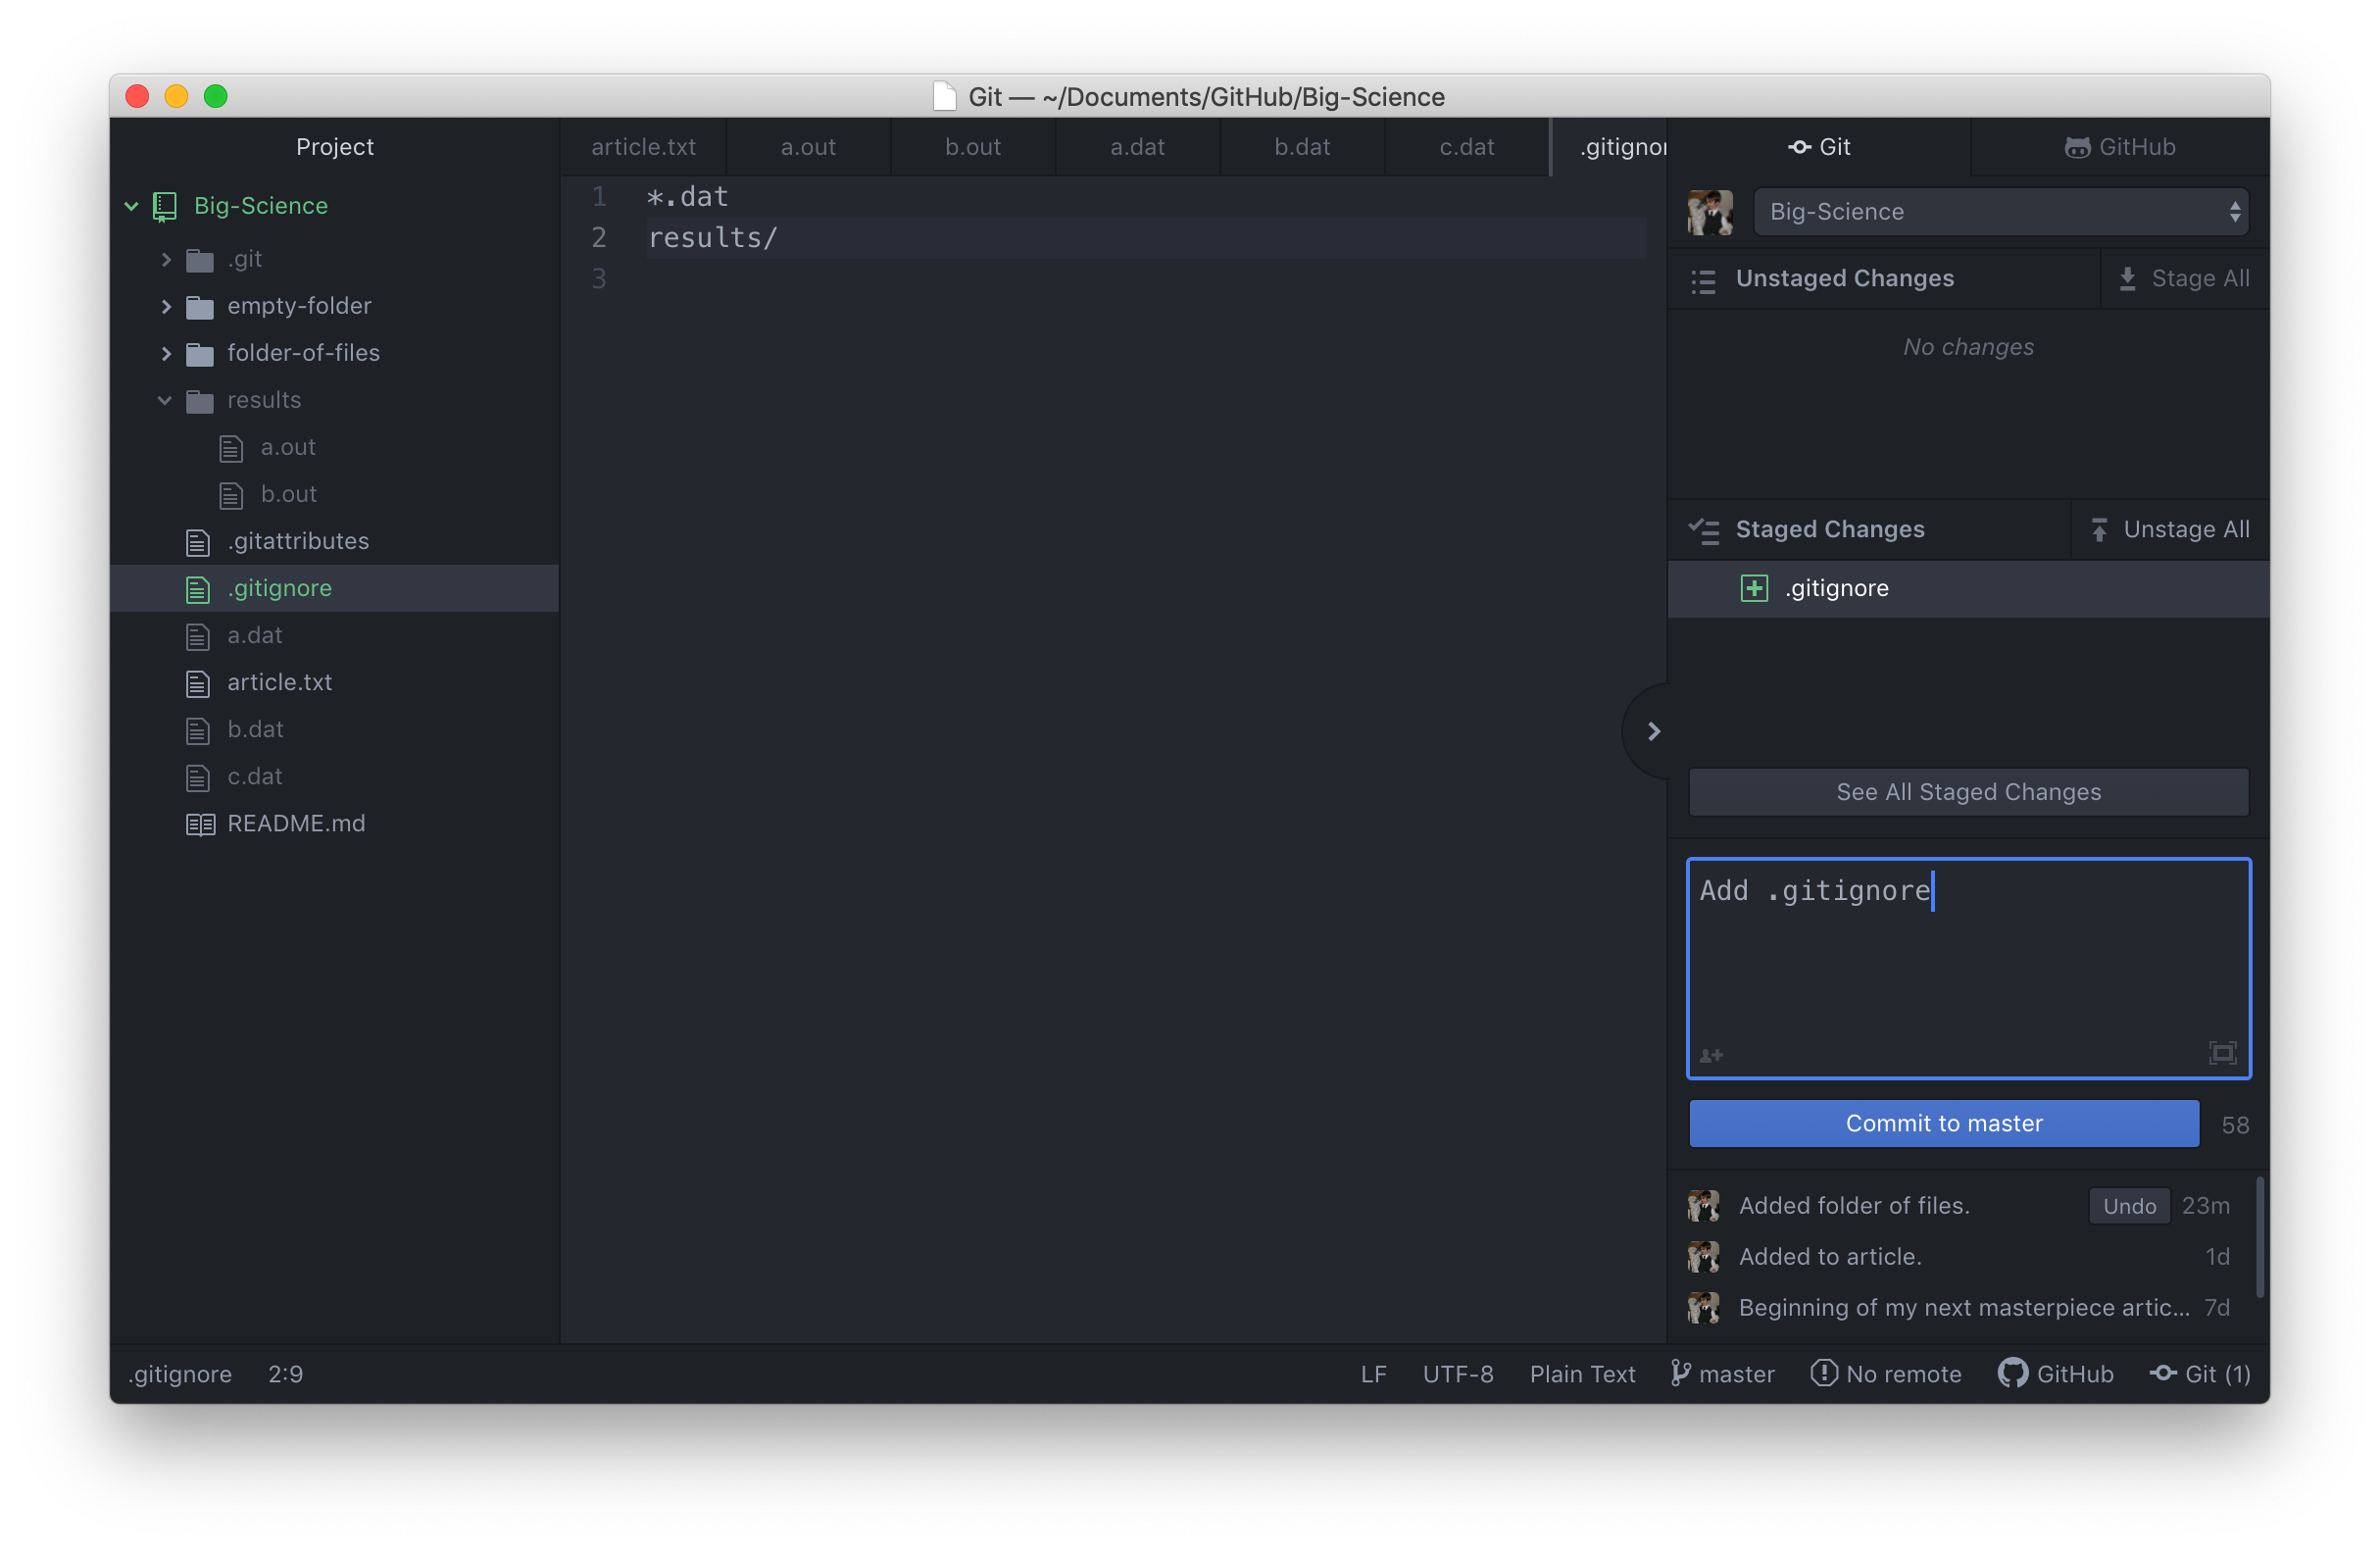 Git — ~/Documents/GitHub/Big-Science
Project
Big-Science
.git
empty-folder
folder-of-files
results
a.out
b.out
.gitattributes
.gitignore
a.dat
article.txt
b.dat
c.dat
README.md
article.txt a.out b.out a.dat b.dat c.dat .gitignor
1 *.dat
2 results/
3
Git GitHub
Big-Science
Unstaged Changes Stage All
No changes
Staged Changes Unstage All
.gitignore
See All Staged Changes
Add .gitignore
Commit to master 58
Added folder of files. Undo 23m
Added to article. 1d
Beginning of my next masterpiece artic... 7d
.gitignore 2:9 LF UTF-8 Plain Text master No remote GitHub Git (1)